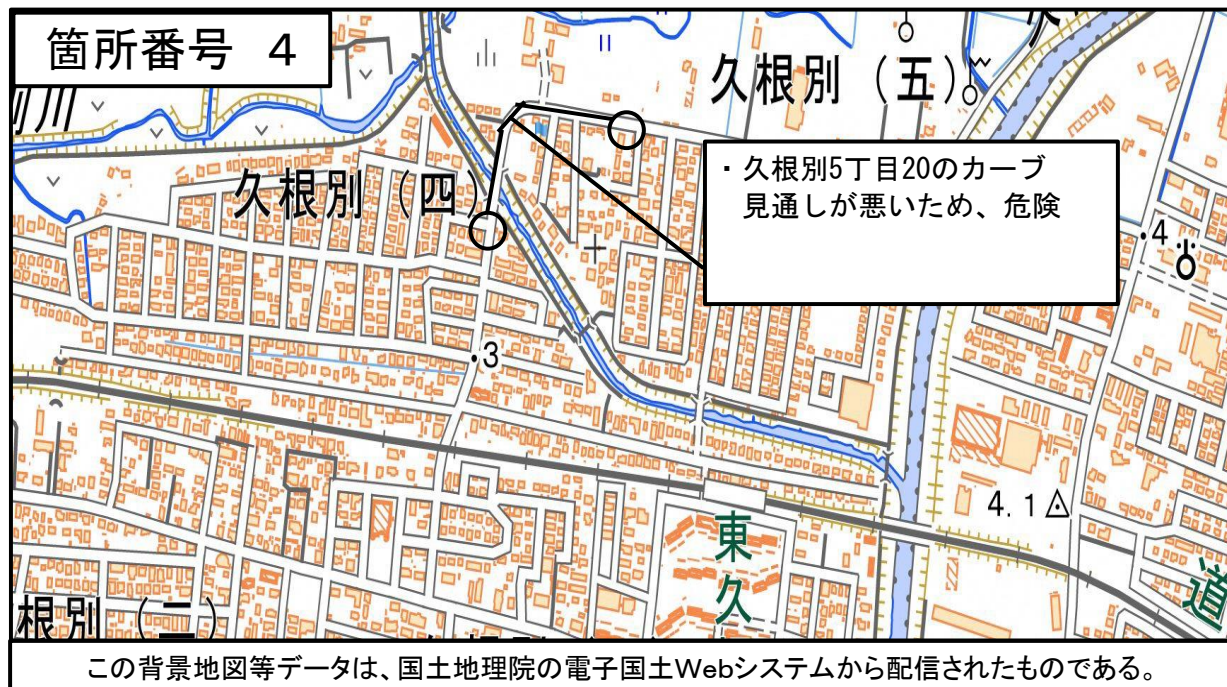 箇所番号 4
久根別（五）
久根別（四）
・久根別5丁目20のカーブ
見通しが悪いため、危険
・4
・3
4.1
東久
道
根別（二）
この背景地図等データは、国土地理院の電子国土Webシステムから配信されたものである。